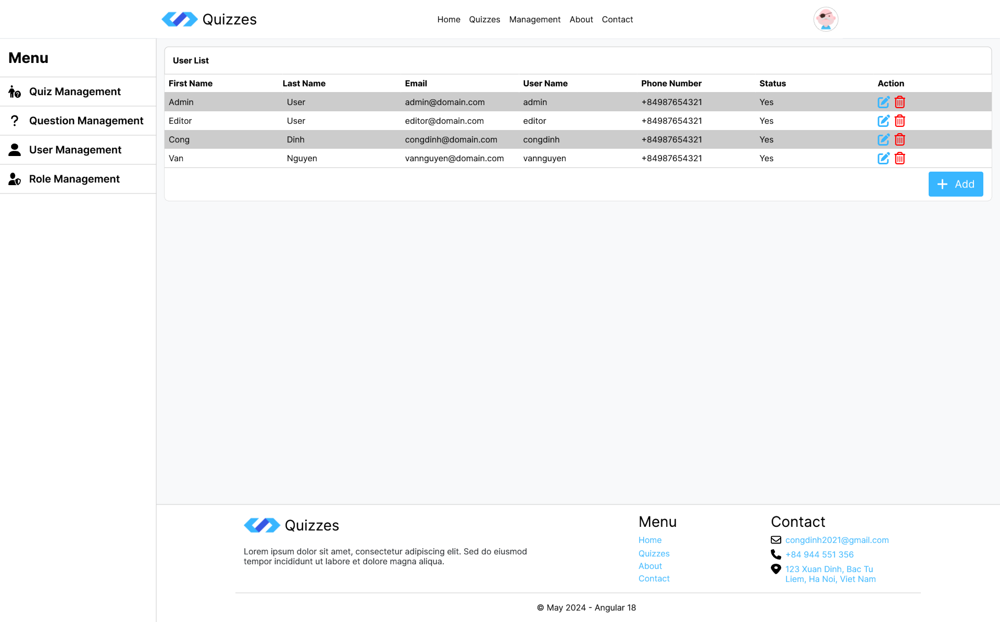 Quizzes
Home Quizzes Management About Contact
Menu
Quiz Management
Question Management
User Management
Role Management
User List
First Name Last Name Email User Name Phone Number Status Action
Admin User admin@domain.com admin +84987654321 Yes
Editor User editor@domain.com editor +84987654321 Yes
Cong Dinh congdinh@domain.com congdinh +84987654321 Yes
Van Nguyen vannguyen@domain.com vannguyen +84987654321 Yes
Add
Quizzes
Lorem ipsum dolor sit amet, consectetur adipiscing elit. Sed do eiusmod
tempor incididunt ut labore et dolore magna aliqua.
Menu
Home
Quizzes
About
Contact
Contact
congdinh2021@gmail.com
+84 944 551 356
123 Xuan Dinh, Bac Tu
Liem, Ha Noi, Viet Nam
© May 2024 - Angular 18